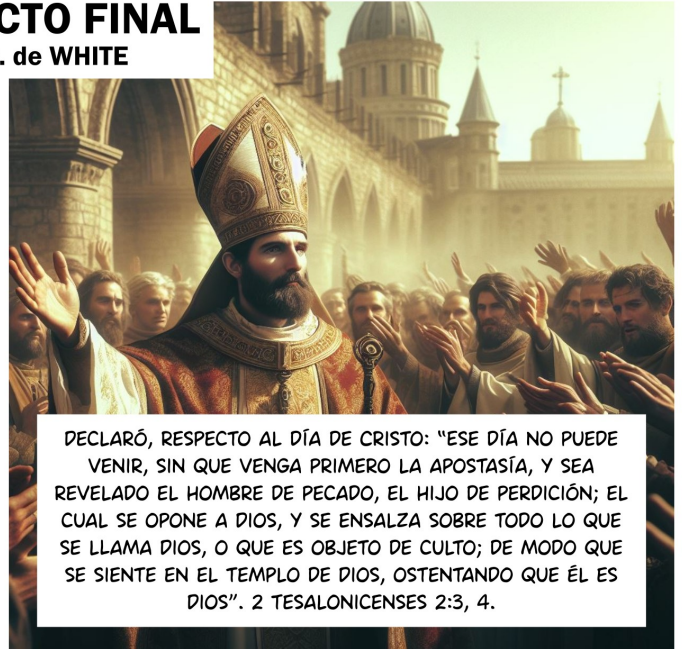 CTO FINAL
. de WHITE
DECLARÓ, RESPECTO AL DÍA DE CRISTO: “ESE DÍA NO PUEDE
VENIR, SIN QUE VENGA PRIMERO LA APOSTASÍA, Y SEA
REVELADO EL HOMBRE DE PECADO, EL HIJO DE PERDICIÓN; EL
CUAL SE OPONE A DIOS, Y SE ENSALZA SOBRE TODO LO QUE
SE LLAMA DIOS, O QUE ES OBJETO DE CULTO; DE MODO QUE
SE SIENTE EN EL TEMPLO DE DIOS, OSTENTANDO QUE ÉL ES
DIOS”. 2 TESALONICENSES 2:3, 4.